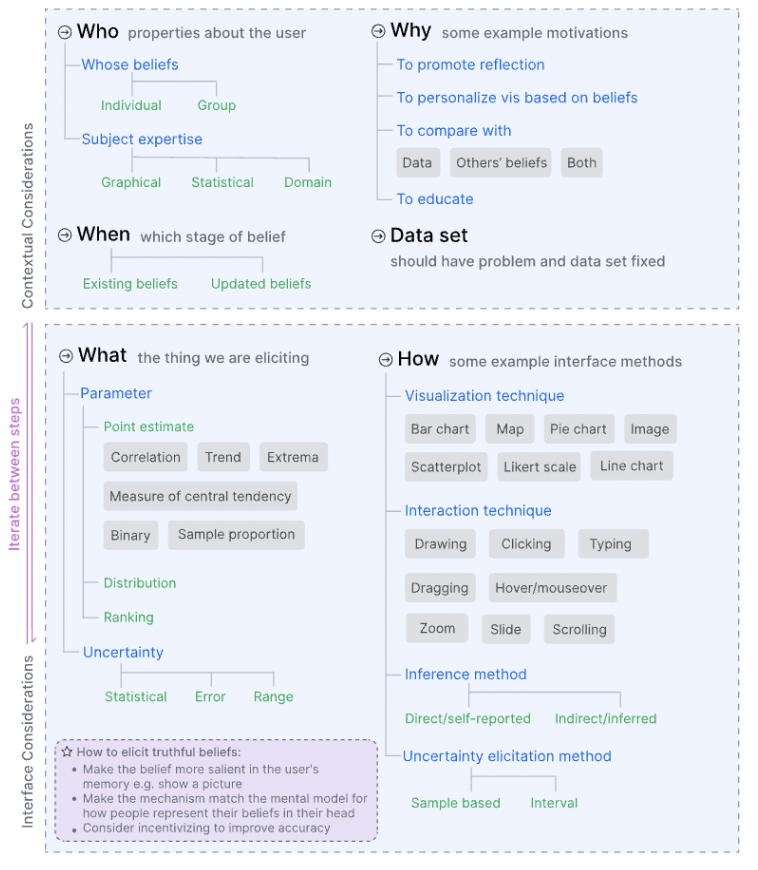 Contextual Considerations
Who properties about the user
Whose beliefs
Individual Group
Subject expertise
Graphical Statistical Domain
Why some example motivations
To promote reflection
To personalize vis based on beliefs
To compare with
Data Others' beliefs Both
To educate
When which stage of belief
Existing beliefs Updated beliefs
Data set
should have problem and data set fixed
Iterate between steps
Interface Considerations
What the thing we are eliciting
Parameter
Point estimate
Correlation Trend Extrema
Measure of central tendency
Binary Sample proportion
Distribution
Ranking
Uncertainty
Statistical Error Range
How to elicit truthful beliefs:
• Make the belief more salient in the user's
memory e.g. show a picture
• Make the mechanism match the mental model for
how people represent their beliefs in their head
• Consider incentivizing to improve accuracy
How some example interface methods
Visualization technique
Bar chart Map Pie chart Image
Scatterplot Likert scale Line chart
Interaction technique
Drawing Clicking Typing
Dragging Hover/mouseover
Zoom Slide Scrolling
Inference method
Direct/self-reported Indirect/inferred
Uncertainty elicitation method
Sample based Interval